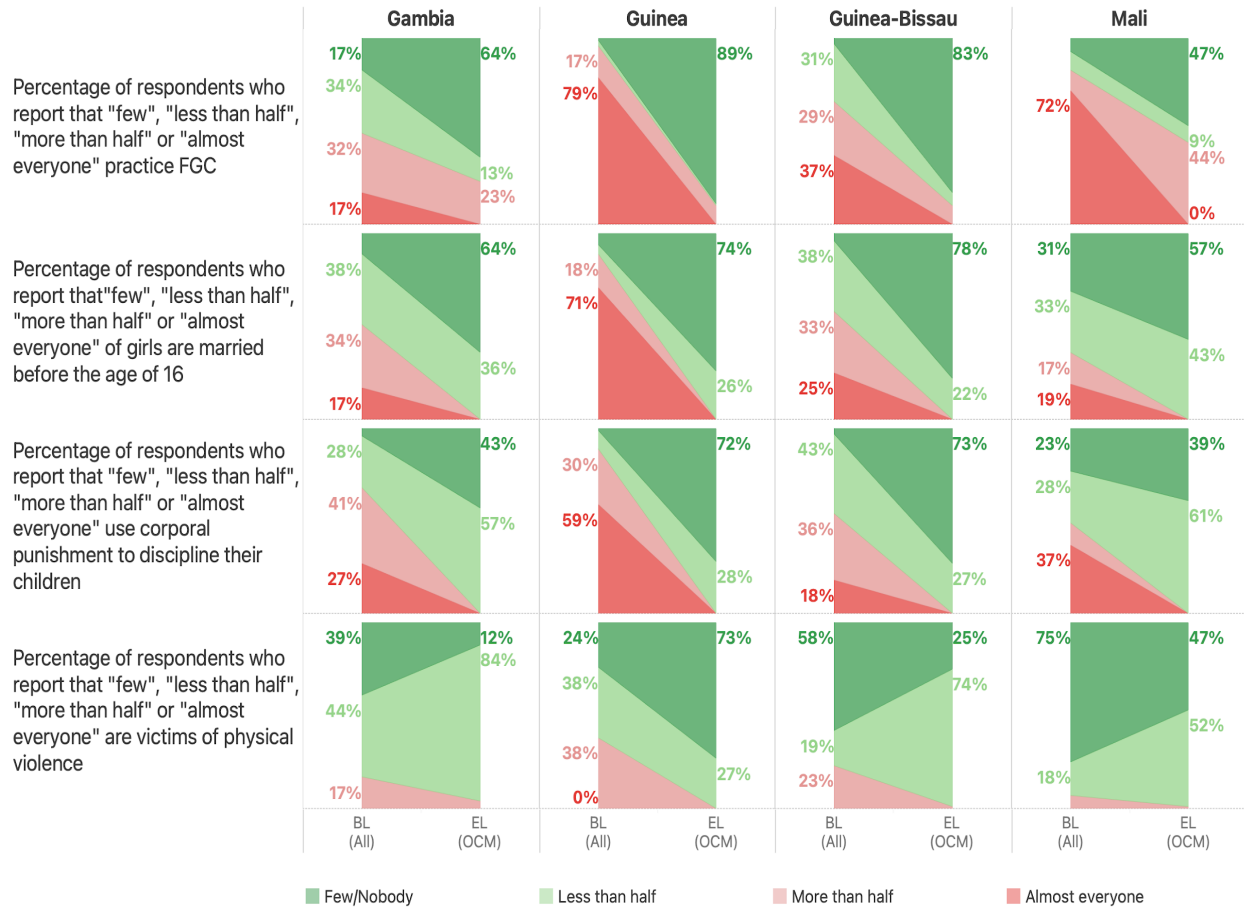 Gambia Guinea Guinea-Bissau Mali
Percentage of respondents who
report that "few", "less than half",
"more than half" or "almost
everyone" practice FGC
17% 34% 32% 17% 64% 13% 23%
17% 79% 89%
31% 29% 37% 83%
72% 47% 9% 44% 0%
Percentage of respondents who
report that"few", "less than half",
"more than half" or "almost
everyone" of girls are married
before the age of 16
38% 34% 17% 64% 36%
18% 71% 74% 26%
38% 33% 25% 78% 22%
31% 33% 17% 19% 57% 43%
Percentage of respondents who
report that "few", "less than half",
"more than half" or "almost
everyone" use corporal
punishment to discipline their
children
28% 41% 27% 43% 57%
30% 59% 72% 28%
43% 36% 18% 73% 27%
23% 28% 37% 39% 61%
Percentage of respondents who
report that "few", "less than half",
"more than half" or "almost
everyone" are victims of physical
violence
39% 44% 17% 12% 84%
24% 38% 38% 0% 73% 27%
58% 19% 23% 25% 74%
75% 18% 47% 52%
BL EL BL EL BL EL BL EL
(All) (OCM) (All) (OCM) (All) (OCM) (All) (OCM)
Few/Nobody Less than half More than half Almost everyone